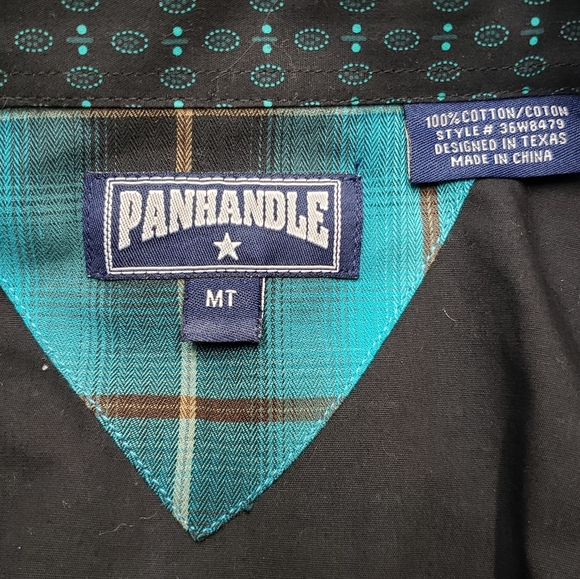 100%COTTON/COTON
STYLE # 36W8479
DESIGNED IN TEXAS
MADE IN CHINA
PANHANDLE
MT